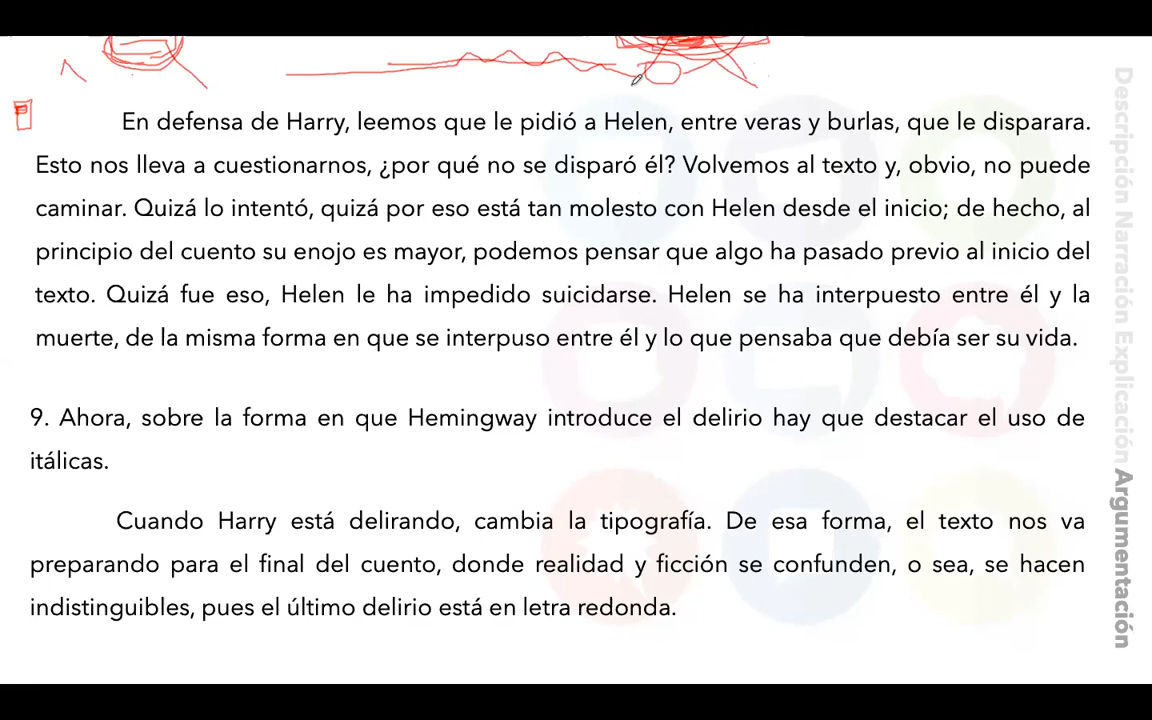 En defensa de Harry, leemos que le pidió a Helen, entre veras y burlas, que le disparara.
Esto nos lleva a cuestionarnos, ¿por qué no se disparó él? Volvemos al texto y, obvio, no puede
caminar. Quizá lo intentó, quizá por eso está tan molesto con Helen desde el inicio; de hecho, al
principio del cuento su enojo es mayor, podemos pensar que algo ha pasado previo al inicio del
texto. Quizá fue eso, Helen le ha impedido suicidarse. Helen se ha interpuesto entre él y la
muerte, de la misma forma en que se interpuso entre él y lo que pensaba que debía ser su vida.
9. Ahora, sobre la forma en que Hemingway introduce el delirio hay que destacar el uso de
itálicas.
Cuando Harry está delirando, cambia la tipografía. De esa forma, el texto nos va
preparando para el final del cuento, donde realidad y ficción se confunden, o sea, se hacen
indistinguibles, pues el último delirio está en letra redonda.
Descripción Narración Explicación Argumentación